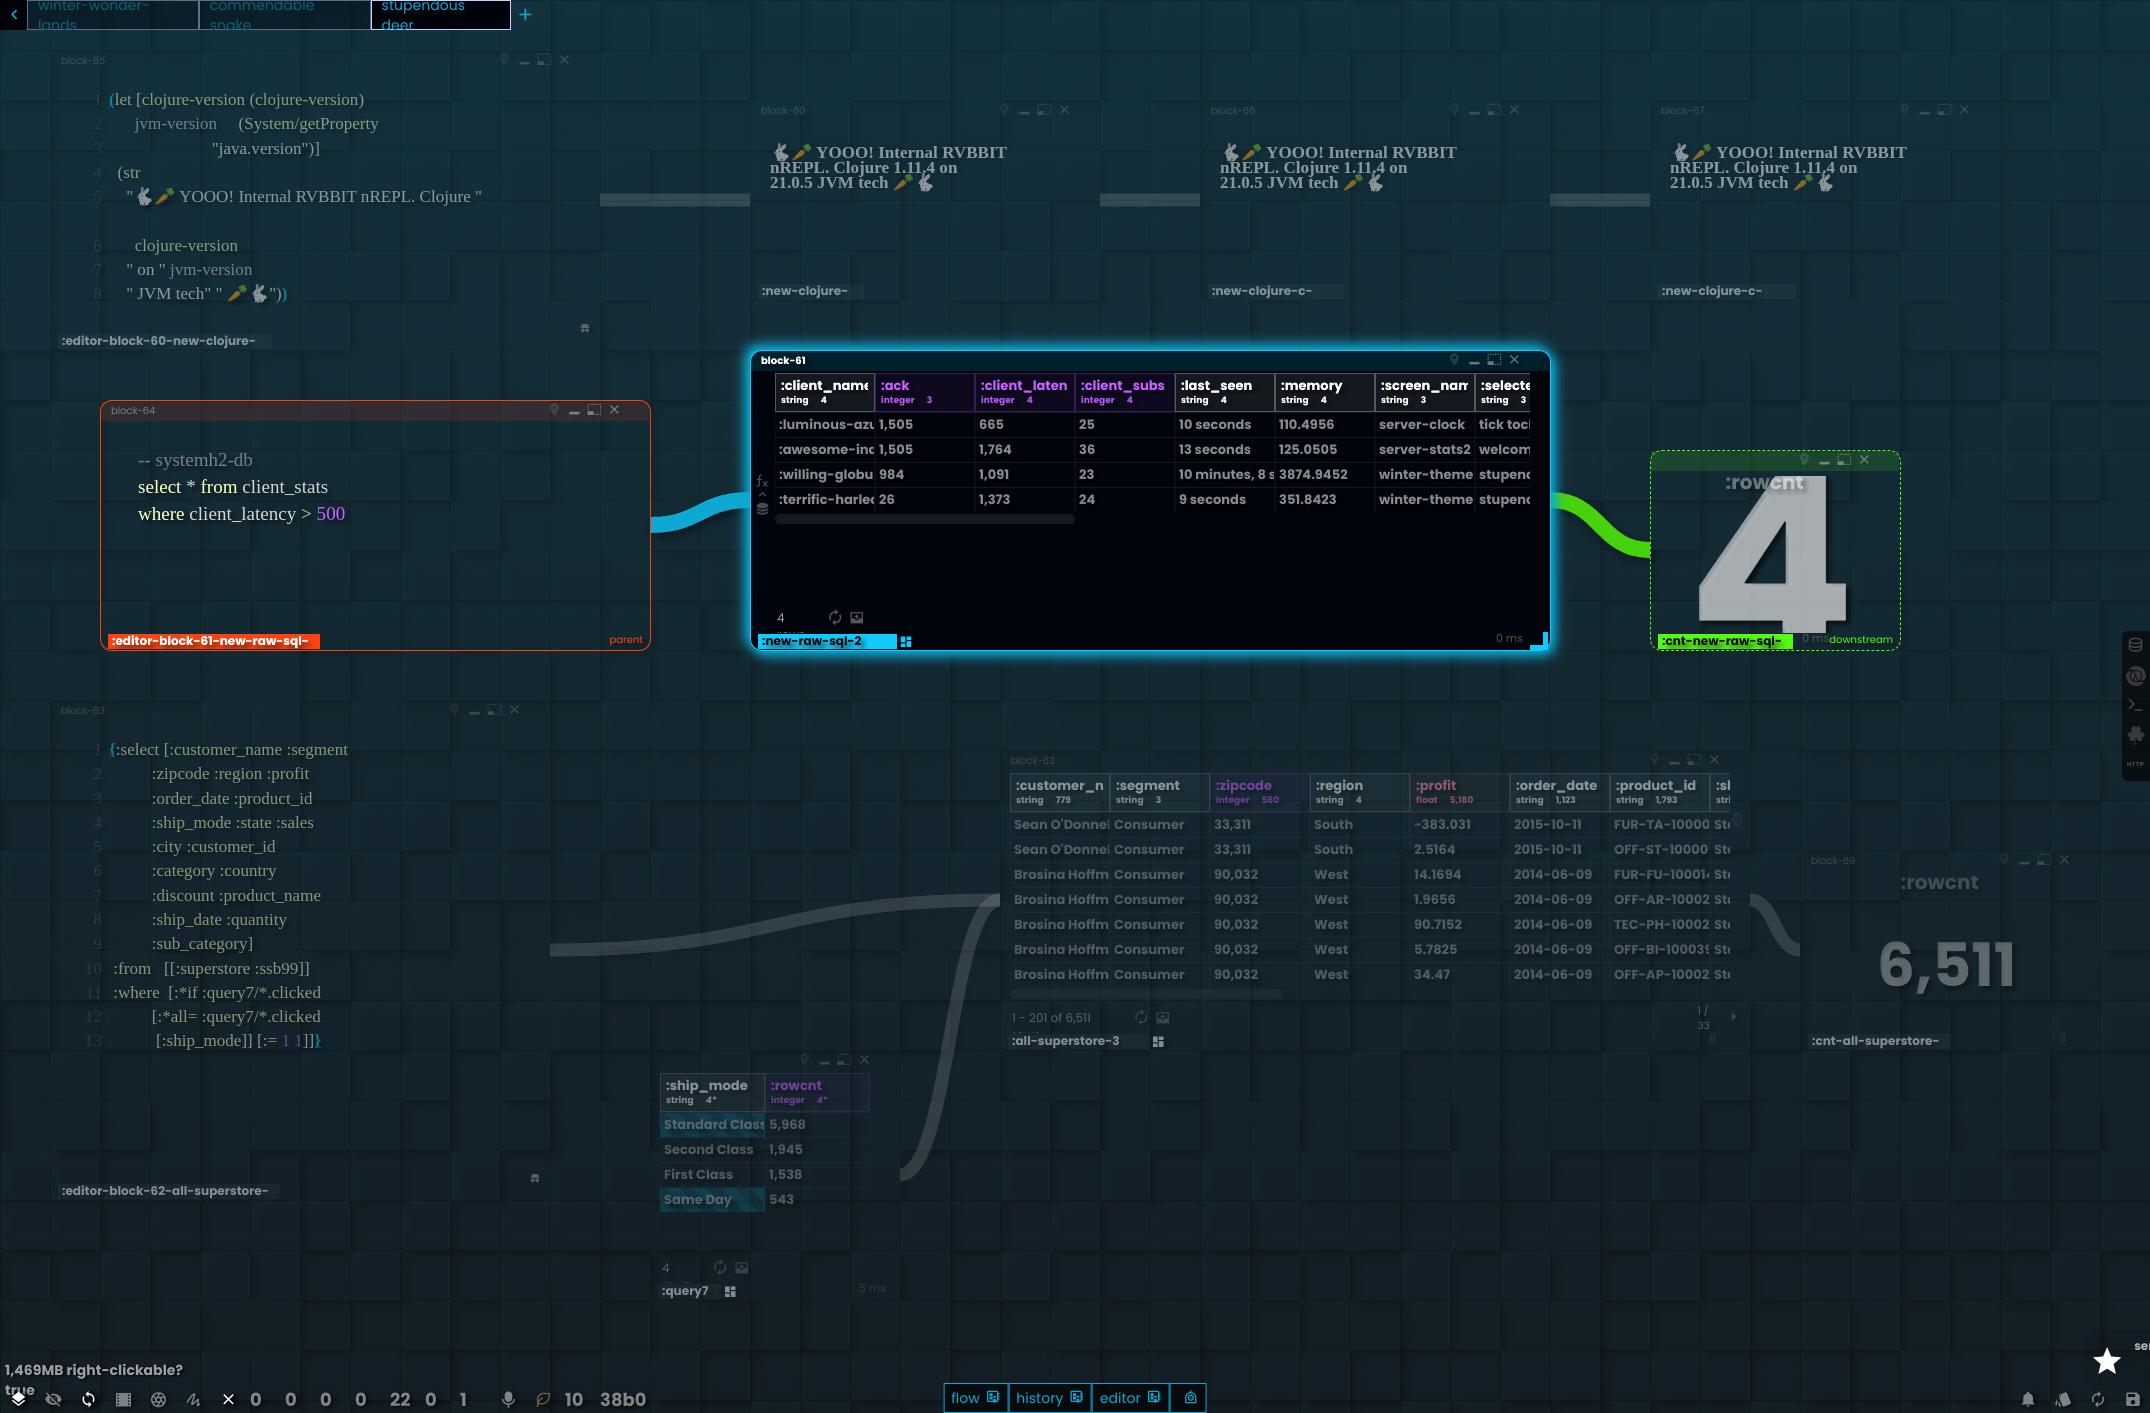 winter-wonder-lands
commendable snake
stupendous deer
block-65
1 (let [clojure-version (clojure-version)
2 jvm-version (System/getProperty
3 "java.version")]
4 (str
5 " 🐇🥕 YOOO! Internal RVBBIT nREPL. Clojure "
6 clojure-version
7 " on " jvm-version
8 " JVM tech" " 🥕🐇"))
:editor-block-60-new-clojure-
block-60
🐇🥕 YOOO! Internal RVBBIT
nREPL. Clojure 1.11.4 on
21.0.5 JVM tech 🥕🐇
:new-clojure-
block-66
🐇🥕 YOOO! Internal RVBBIT
nREPL. Clojure 1.11.4 on
21.0.5 JVM tech 🥕🐇
:new-clojure-c-
block-67
🐇🥕 YOOO! Internal RVBBIT
nREPL. Clojure 1.11.4 on
21.0.5 JVM tech 🥕🐇
:new-clojure-c-
block-64
-- systemh2-db
select * from client_stats
where client_latency > 500
:editor-block-61-new-raw-sql-
parent
block-61
:client_name :ack :client_laten :client_subs :last_seen :memory :screen_nam :selecte
string 4 integer 3 integer 4 integer 4 string 4 string 4 string 3 string 3
:luminous-azu 1,505 665 25 10 seconds 110.4956 server-clock tick toc
:awesome-inc 1,505 1,764 36 13 seconds 125.0505 server-stats2 welcom
:willing-globu 984 1,091 23 10 minutes, 8 s 3874.9452 winter-theme stupend
:terrific-harle 26 1,373 24 9 seconds 351.8423 winter-theme stupend
4
:new-raw-sql-2
0 ms
:rowcnt
4
:cnt-new-raw-sql-
0 ms
downstream
block-63
1 {:select [:customer_name :segment
2 :zipcode :region :profit
3 :order_date :product_id
4 :ship_mode :state :sales
5 :city :customer_id
6 :category :country
7 :discount :product_name
8 :ship_date :quantity
9 :sub_category]
10 :from [[:superstore :ssb99]]
11 :where [:*if :query7/*.clicked
12 [:*all= :query7/*.clicked
13 [:ship_mode]] [:= 1 1]]}
:editor-block-62-all-superstore-
block-62
:customer_n :segment :zipcode :region :profit :order_date :product_id :sl
string 779 string 3 integer 560 string 4 float 5,180 string 1,123 string 1,793 str
Sean O'Donnel Consumer 33,311 South -383.031 2015-10-11 FUR-TA-10000 Sta
Sean O'Donnel Consumer 33,311 South 2.5164 2015-10-11 OFF-ST-10000 Sta
Brosina Hoffm Consumer 90,032 West 14.1694 2014-06-09 FUR-FU-10001 Sta
Brosina Hoffm Consumer 90,032 West 1.9656 2014-06-09 OFF-AR-10002 Sta
Brosina Hoffm Consumer 90,032 West 90.7152 2014-06-09 TEC-PH-10002 Sta
Brosina Hoffm Consumer 90,032 West 5.7825 2014-06-09 OFF-BI-100039 Sta
Brosina Hoffm Consumer 90,032 West 34.47 2014-06-09 OFF-AP-10002 Sta
1 - 201 of 6,511
1 /
33
:all-superstore-3
8
block-69
:rowcnt
6,511
:cnt-all-superstore-
3
:ship_mode :rowcnt
string 4* integer 4*
Standard Class 5,968
Second Class 1,945
First Class 1,538
Same Day 543
4
:query7
5 ms
HTTP
1,469MB right-clickable?
true
0 0 0 0 22 0 1 10 38b0
flow
history
editor
ser